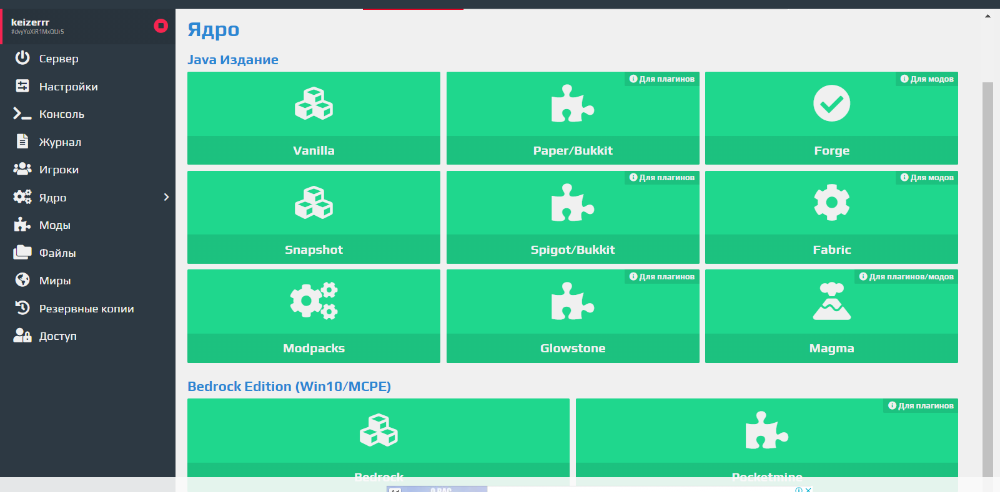 keizerrr
#dvyYoXiR1MxOtJr5
Сервер
Настройки
Консоль
Журнал
Игроки
Ядро
Моды
Файлы
Миры
Резервные копии
Доступ
Ядро
Java Издание
Vanilla
Для плагинов
Paper/Bukkit
Для модов
Forge
Snapshot
Для плагинов
Spigot/Bukkit
Для модов
Fabric
Modpacks
Для плагинов
Glowstone
Для плагинов/модов
Magma
Bedrock Edition (Win10/MCPE)
Bedrock
Для плагинов
Pocketmine
Ad